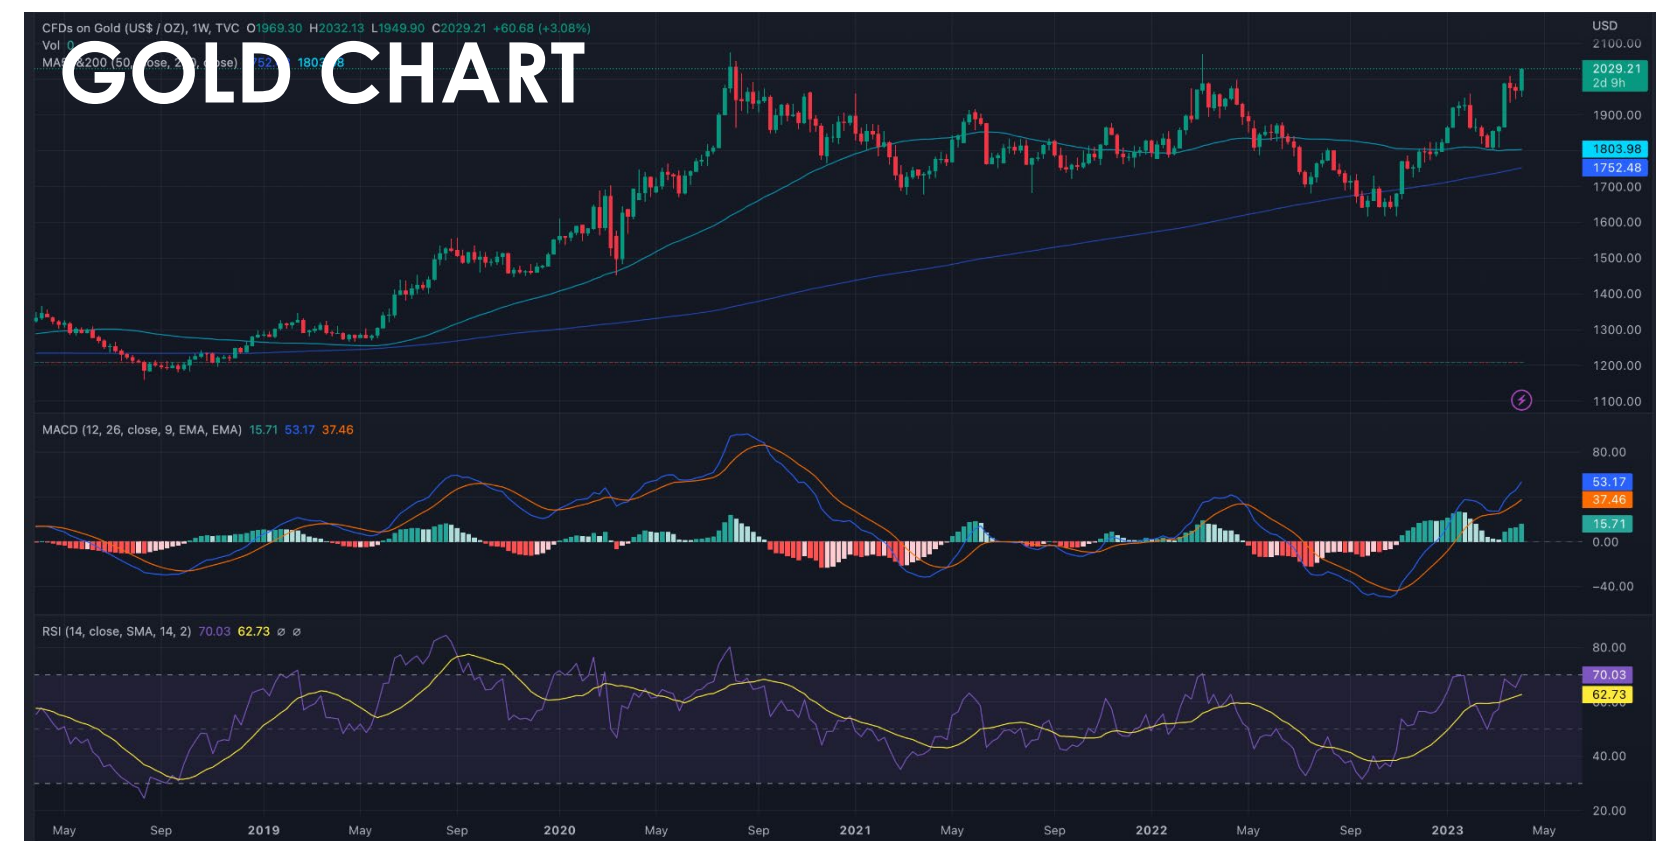 CFDs on Gold (US$ / OZ), 1W, TVC O1969.30 H2032.13 L1949.90 C2029.21 +60.68 (+3.08%)
USD
Vol 0
GOLD CHART
2100.00
2029.21
2d 9h
1900.00
1803.98
1752.48
1700.00
1600.00
1500.00
1400.00
1300.00
1200.00
1100.00
MACD (12, 26, close, 9, EMA, EMA) 15.71 53.17 37.46
80.00
53.17
37.46
15.71
0.00
−40.00
RSI (14, close, SMA, 14, 2) 70.03 62.73 ∅ ∅
80.00
70.03
62.73
40.00
20.00
May Sep 2019 May Sep 2020 May Sep 2021 May Sep 2022 May Sep 2023 May